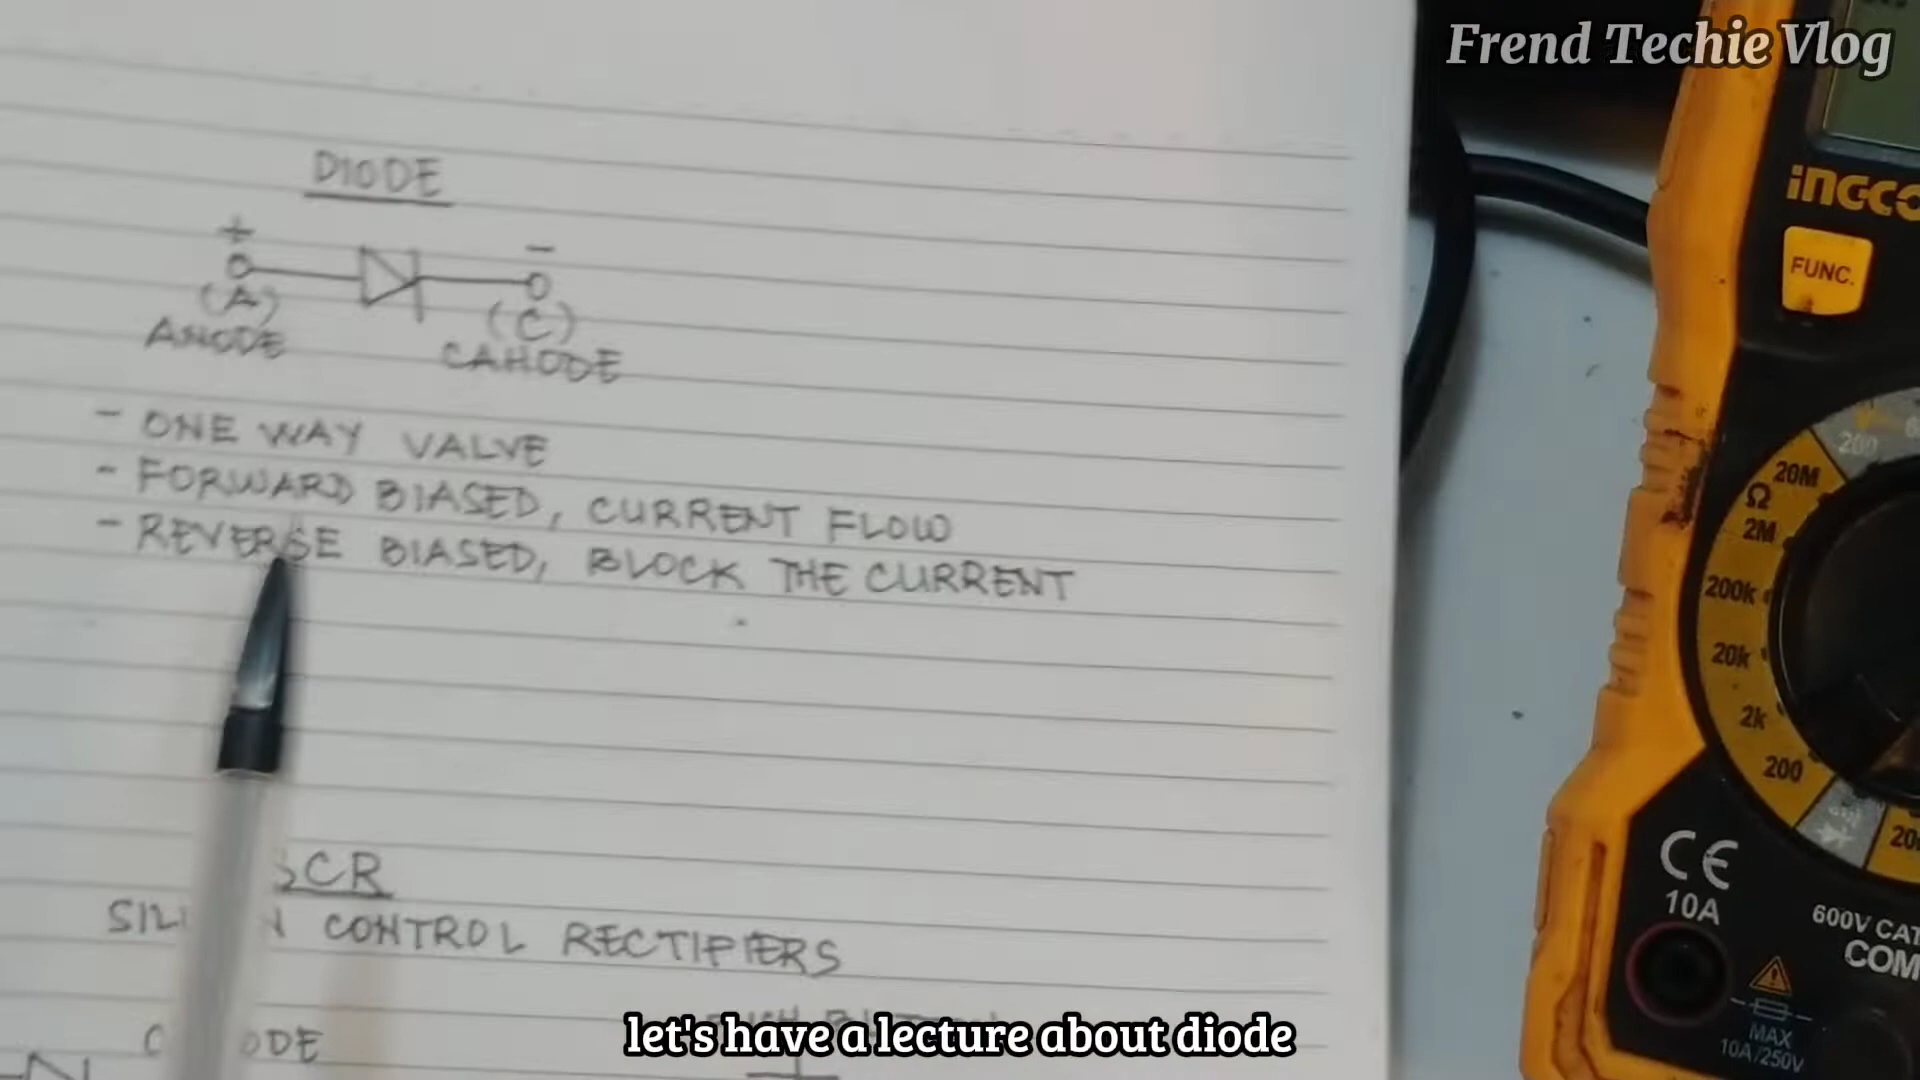 Frend Techie Vlog
DIODE
+ -
(A) (C)
ANODE CAHODE
- ONE WAY VALVE
- FORWARD BIASED, CURRENT FLOW
- REVERSE BIASED, BLOCK THE CURRENT
SCR
CONTROL RECTIFIERS
let's have a lecture about diode
INGCO
FUNC.
200
20M
Ω
2M
200k
20k
2k
200
CE
10A
600V CAT
COM
MAX
10A/250V